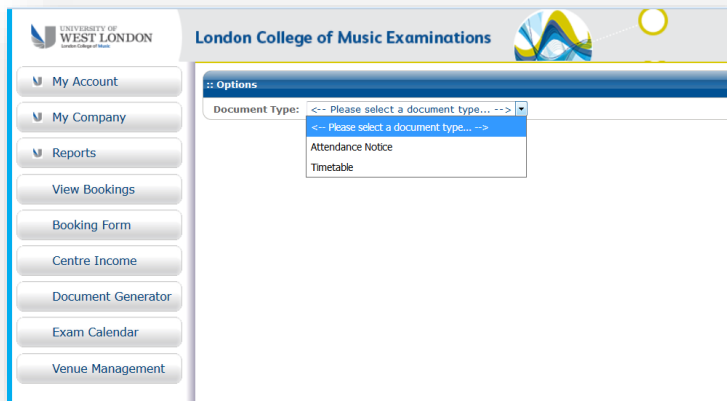 UNIVERSITY OF
WEST LONDON
London College of Music
London College of Music Examinations
My Account
My Company
Reports
View Bookings
Booking Form
Centre Income
Document Generator
Exam Calendar
Venue Management
:: Options
Document Type: <-- Please select a document type... -->
<-- Please select a document type... -->
Attendance Notice
Timetable